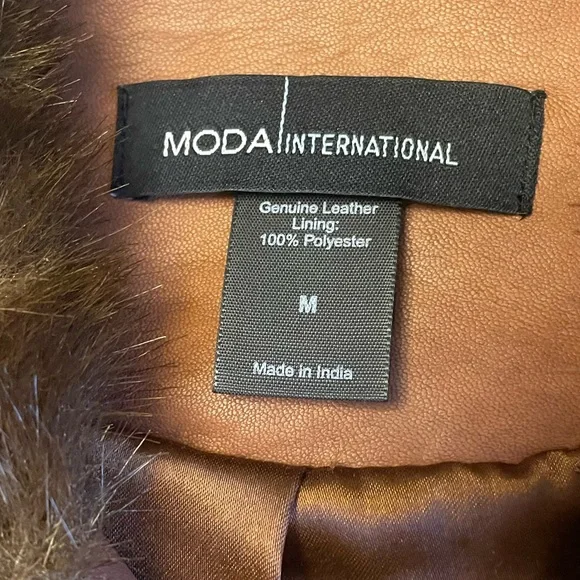 MODA INTERNATIONAL
Genuine Leather
Lining:
100% Polyester
M
Made in India